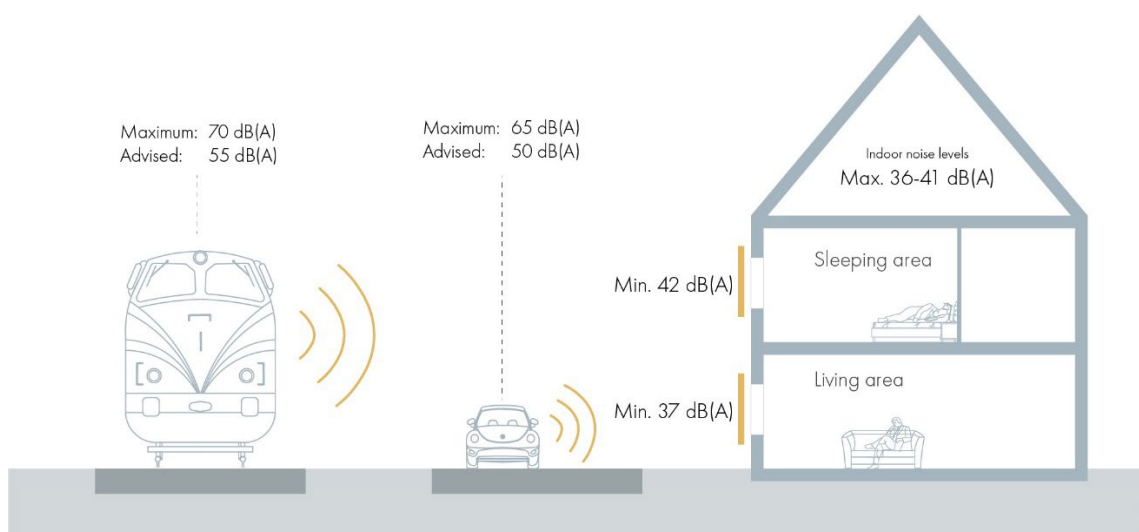 Maximum: 70 dB(A)
Advised: 55 dB(A)
Maximum: 65 dB(A)
Advised: 50 dB(A)
Indoor noise levels
Max. 36-41 dB(A)
Sleeping area
Min. 42 dB(A)
Living area
Min. 37 dB(A)